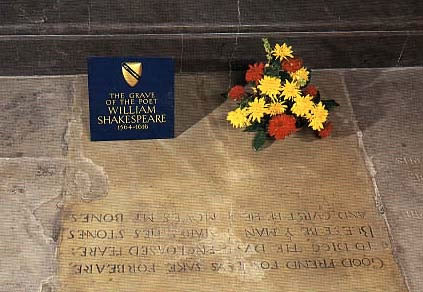 THE GRAVE
OF THE POET
WILLIAM
SHAKESPEARE
1564-1616
GOOD FREND FOR IESVS SAKE FORBEARE,
TO DIGG THE DVST ENCLOASED HEARE.
BLESE BE Y MAN Y SPARES THES STONES,
AND CVRST BE HE Y MOVES MY BONES